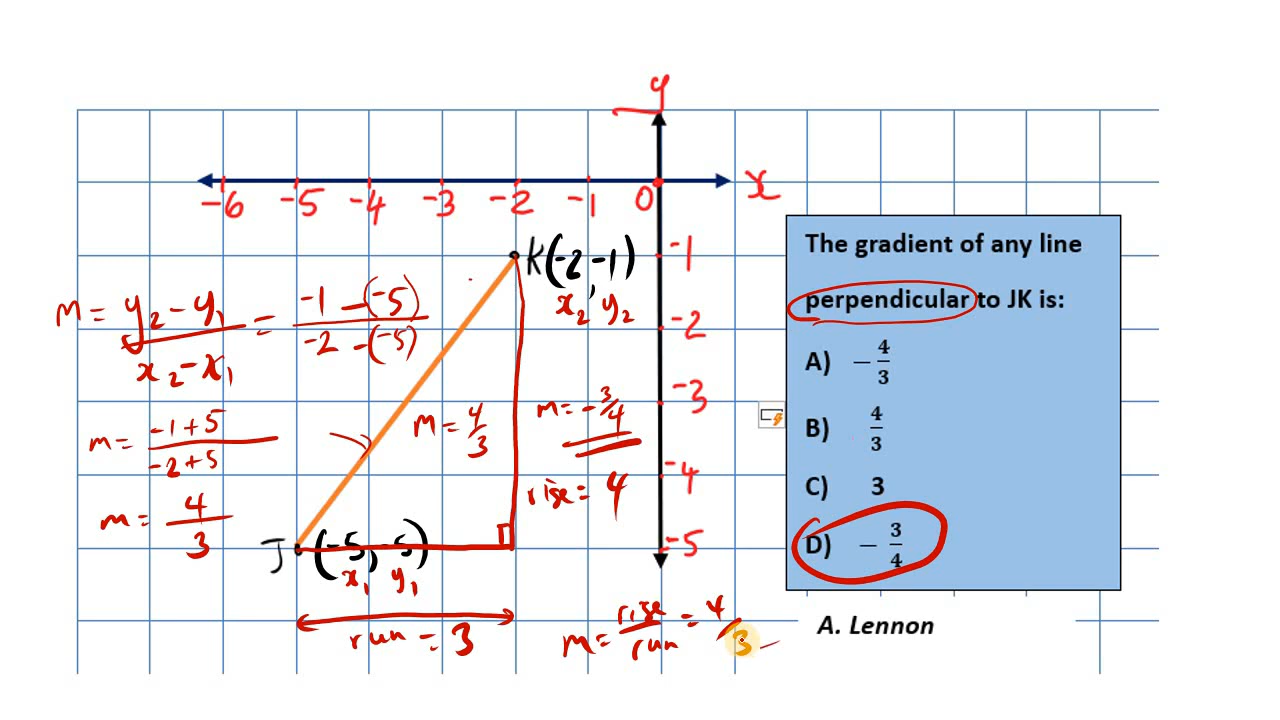 y
-6 -5 -4 -3 -2 -1 0 x
-1
-2
-3
-4
-5
K(-2,-1)
x₂ y₂
m = y₂ - y₁ / x₂ - x₁ = -1 - (-5) / -2 - (-5)
m = -1 + 5 / -2 + 5
m = 4/3
m = 4/3
m = -3/4
rise = 4
J (-5, -5)
x₁ y₁
run = 3
m = rise/run = 4/3
The gradient of any line
perpendicular to JK is:
A) -4/3
B) 4/3
C) 3
D) -3/4
A. Lennon